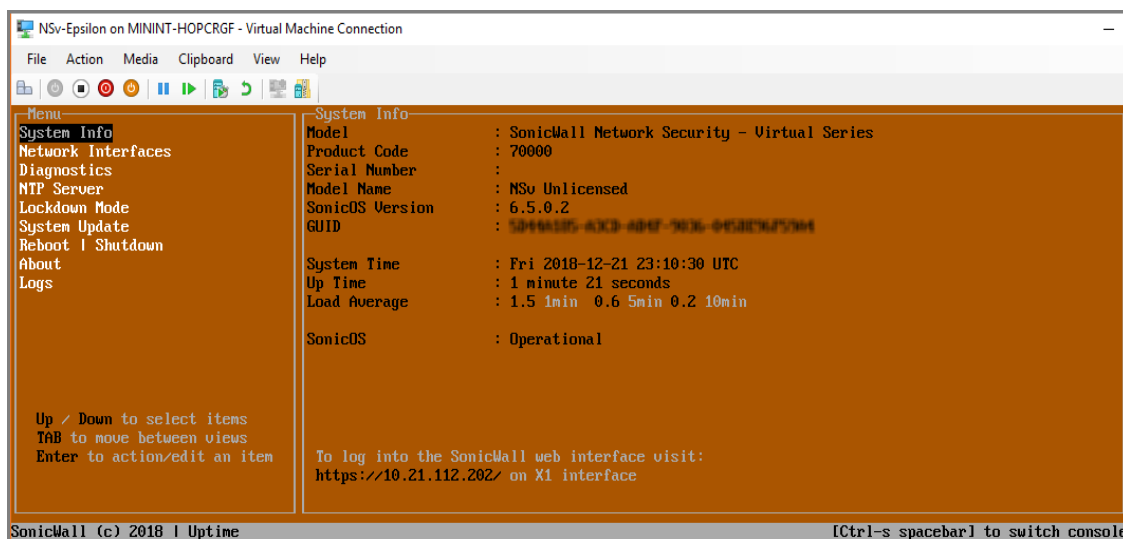 NSv-Epsilon on MININT-HOPCRGF - Virtual Machine Connection
File Action Media Clipboard View Help
Menu
System Info
Network Interfaces
Diagnostics
NTP Server
Lockdown Mode
System Update
Reboot | Shutdown
About
Logs
Up / Down to select items
TAB to move between views
Enter to action/edit an item
System Info
Model : SonicWall Network Security - Virtual Series
Product Code : 70000
Serial Number :
Model Name : NSv Unlicensed
SonicOS Version : 6.5.0.2
GUID :
System Time : Fri 2018-12-21 23:10:30 UTC
Up Time : 1 minute 21 seconds
Load Average : 1.5 1min 0.6 5min 0.2 10min
SonicOS : Operational
To log into the SonicWall web interface visit:
https://10.21.112.202/ on X1 interface
SonicWall (c) 2018 | Uptime
[Ctrl-s spacebar] to switch console